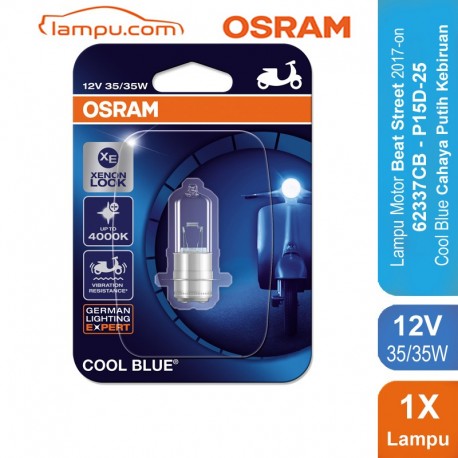 lampu.com
OSRAM
12V 35/35W
OSRAM
XE
XENON
LOOK
UP TO
4000K
VIBRATION
RESISTANCE*
GERMAN
LIGHTING
EXPERT
COOL BLUE®
Lampu Motor Beat Street 2017-on
62337CB - P15D-25
Cool Blue Cahaya Putih Kebiruan
12V
35/35W
1X
Lampu